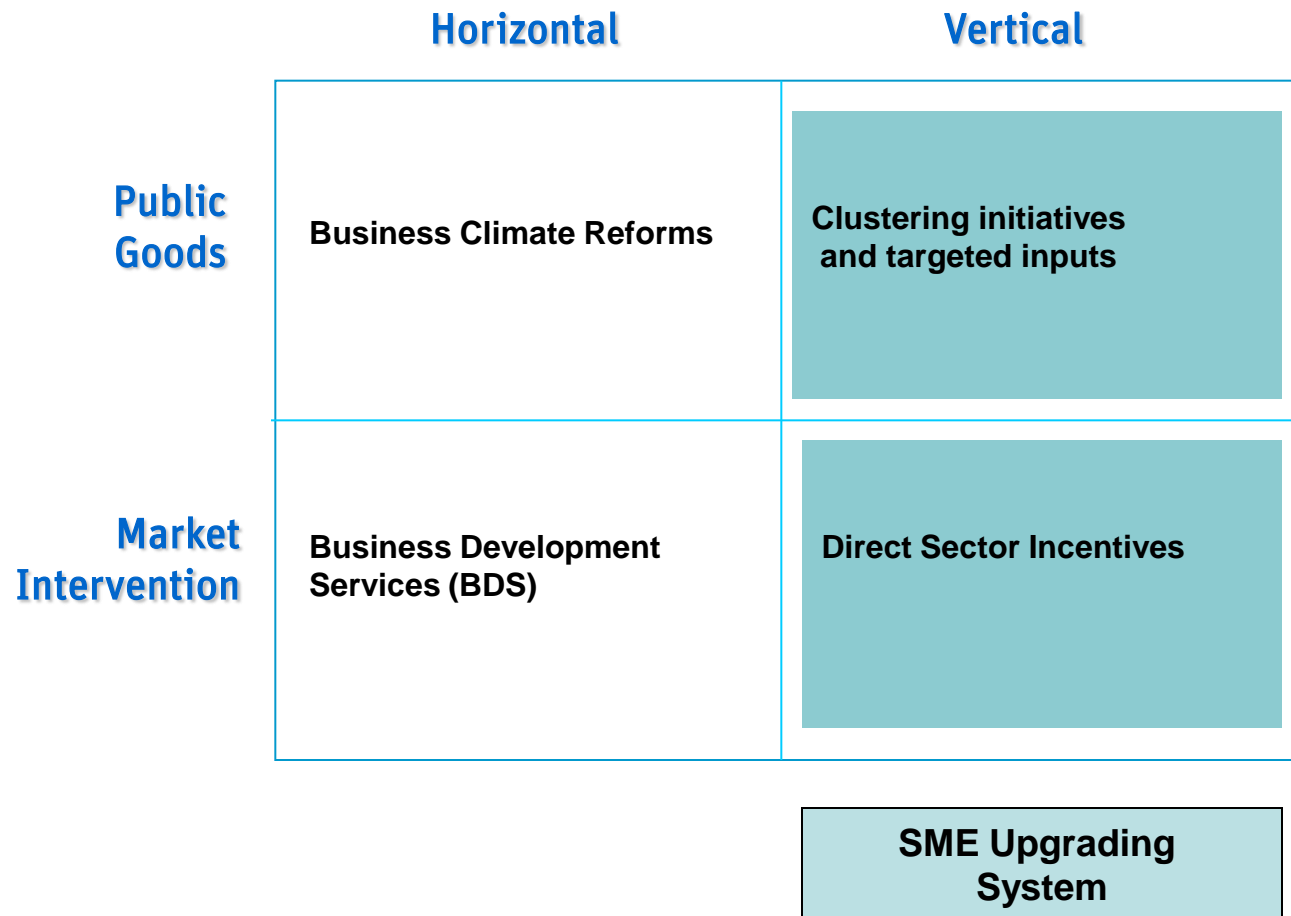 Horizontal
Vertical
Public
Goods
Business Climate Reforms
Clustering initiatives
and targeted inputs
Market
Intervention
Business Development
Services (BDS)
Direct Sector Incentives
SME Upgrading
System